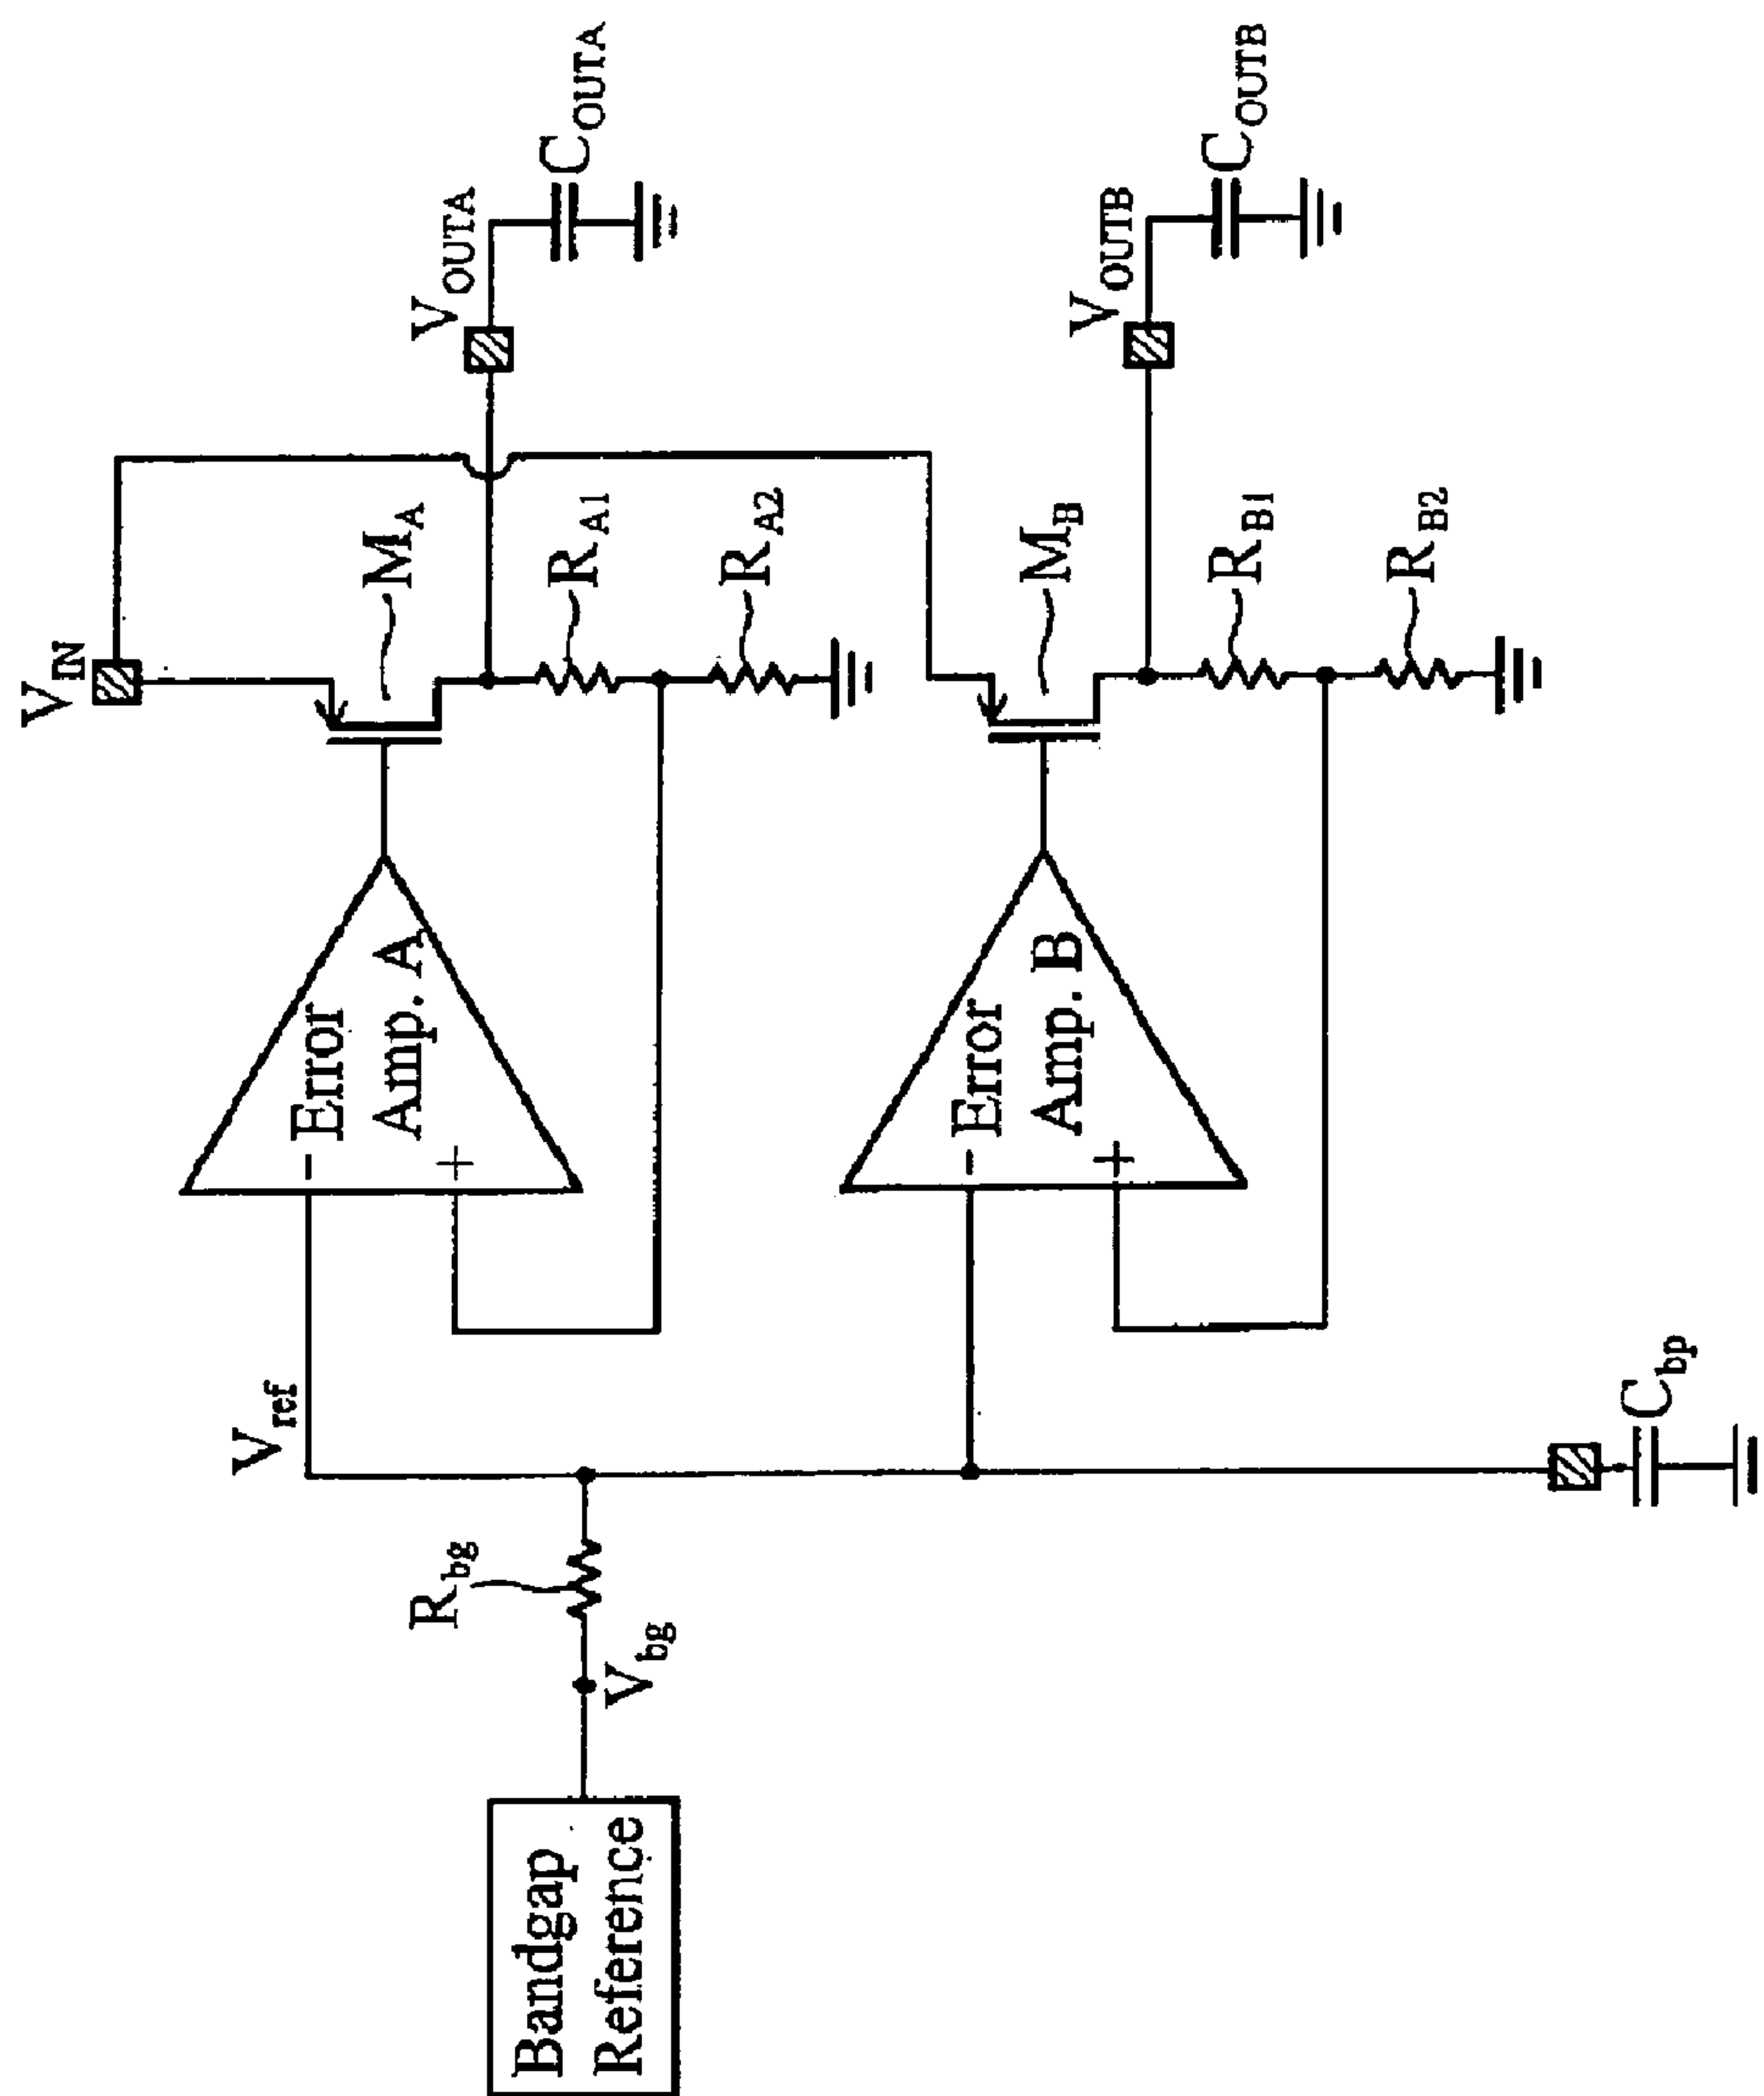 Bandgap
Reference
V_bg
R_bg
V_ref
C_bp
- Error
Amp. A
+
- Error
Amp. B
+
V_IN
M_A
R_A1
R_A2
V_OUTA
C_OUTA
M_B
R_B1
R_B2
V_OUTB
C_OUTB